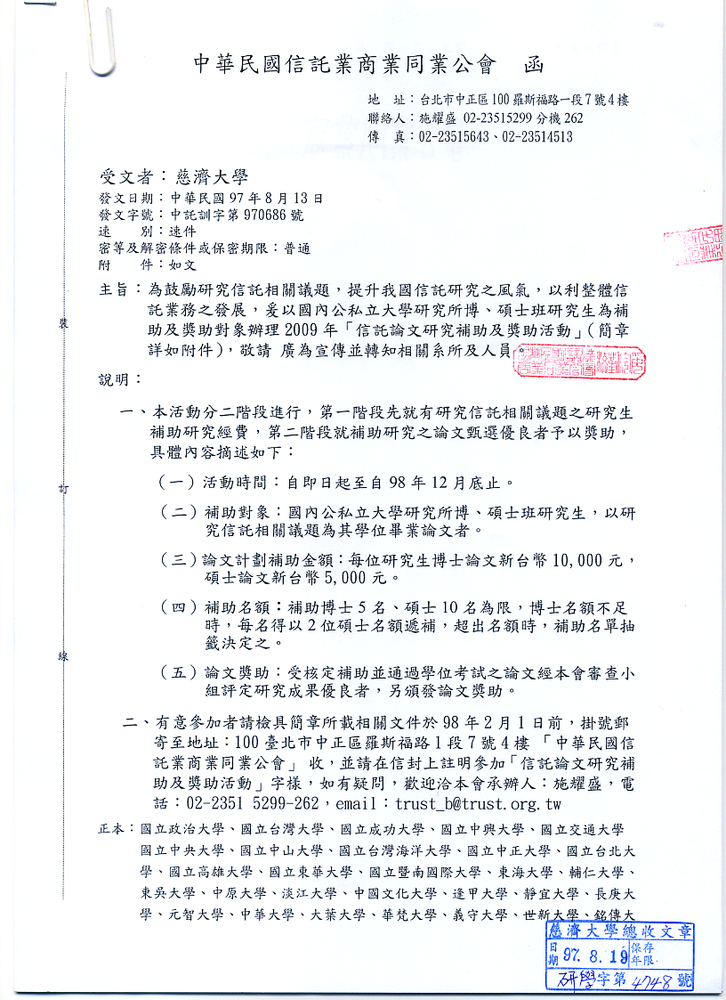 中華民國信託業商業同業公會　函
地　址：台北市中正區100羅斯福路一段7號4樓
聯絡人：施耀盛 02-23515299分機262
傳　真：02-23515643、02-23514513
受文者：慈濟大學
發文日期：中華民國97年8月13日
發文字號：中託訓字第970686號
速　　別：速件
密等及解密條件或保密期限：普通
附　　件：如文
主旨：為鼓勵研究信託相關議題，提升我國信託研究之風氣，以利整體信
託業務之發展，爰以國內公私立大學研究所博、碩士班研究生為補
助及獎助對象辦理2009年「信託論文研究補助及獎助活動」(簡章
詳如附件)，敬請 廣為宣傳並轉知相關系所及人員。
說明：
一、本活動分二階段進行，第一階段先就有研究信託相關議題之研究生
補助研究經費，第二階段就補助研究之論文甄選優良者予以獎助，
具體內容摘述如下：
（一）活動時間：自即日起至自98年12月底止。
（二）補助對象：國內公私立大學研究所博、碩士班研究生，以研
究信託相關議題為其學位畢業論文者。
（三）論文計劃補助金額：每位研究生博士論文新台幣10,000元，
碩士論文新台幣5,000元。
（四）補助名額：補助博士5名、碩士10名為限，博士名額不足
時，每名得以2位碩士名額遞補，超出名額時，補助名單抽
籤決定之。
（五）論文獎助：受核定補助並通過學位考試之論文經本會審查小
組評定研究成果優良者，另頒發論文獎助。
二、有意參加者請檢具簡章所載相關文件於98年2月1日前，掛號郵
寄至地址：100臺北市中正區羅斯福路1段7號4樓「中華民國信
託業商業同業公會」收，並請在信封上註明參加「信託論文研究補
助及獎助活動」字樣，如有疑問，歡迎洽本會承辦人：施耀盛，電
話：02-2351 5299-262，email：trust_b@trust.org.tw
正本：國立政治大學、國立台灣大學、國立成功大學、國立中興大學、國立交通大學
國立中央大學、國立中山大學、國立台灣海洋大學、國立中正大學、國立台北大
學、國立高雄大學、國立東華大學、國立暨南國際大學、東海大學、輔仁大學、
東吳大學、中原大學、淡江大學、中國文化大學、逢甲大學、靜宜大學、長庚大
學、元智大學、中華大學、大葉大學、華梵大學、義守大學、世新大學、銘傳大
裝
訂
線
慈濟大學總收文章
日期 97.8.19 保存年限
研學字第4748號